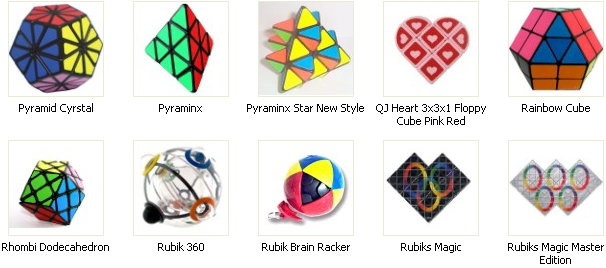 Pyramid Cyrstal
Pyraminx
Pyraminx Star New Style
QJ Heart 3x3x1 Floppy
Cube Pink Red
Rainbow Cube
Rhombi Dodecahedron
Rubik 360
Rubik Brain Racker
Rubiks Magic
Rubiks Magic Master
Edition